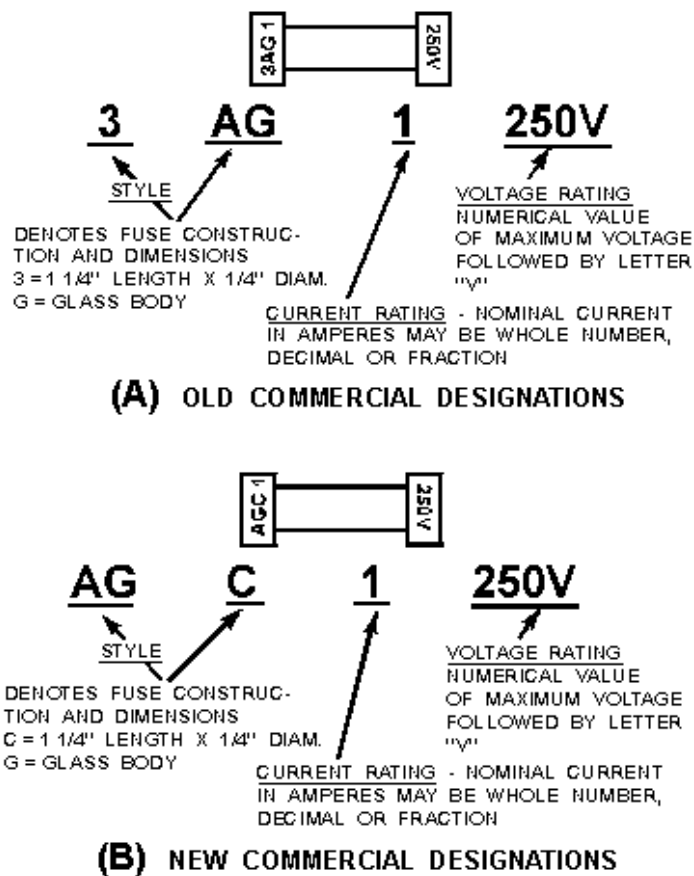 3AG 1 250V
3 AG 1 250V
STYLE
DENOTES FUSE CONSTRUC-
TION AND DIMENSIONS
3 = 1 1/4" LENGTH X 1/4" DIAM.
G = GLASS BODY
VOLTAGE RATING
NUMERICAL VALUE
OF MAXIMUM VOLTAGE
FOLLOWED BY LETTER
"V"
CURRENT RATING - NOMINAL CURRENT
IN AMPERES MAY BE WHOLE NUMBER,
DECIMAL OR FRACTION
(A) OLD COMMERCIAL DESIGNATIONS
AGC 1 250V
AG C 1 250V
STYLE
DENOTES FUSE CONSTRUC-
TION AND DIMENSIONS
C = 1 1/4" LENGTH X 1/4" DIAM.
G = GLASS BODY
VOLTAGE RATING
NUMERICAL VALUE
OF MAXIMUM VOLTAGE
FOLLOWED BY LETTER
"V"
CURRENT RATING - NOMINAL CURRENT
IN AMPERES MAY BE WHOLE NUMBER,
DECIMAL OR FRACTION
(B) NEW COMMERCIAL DESIGNATIONS